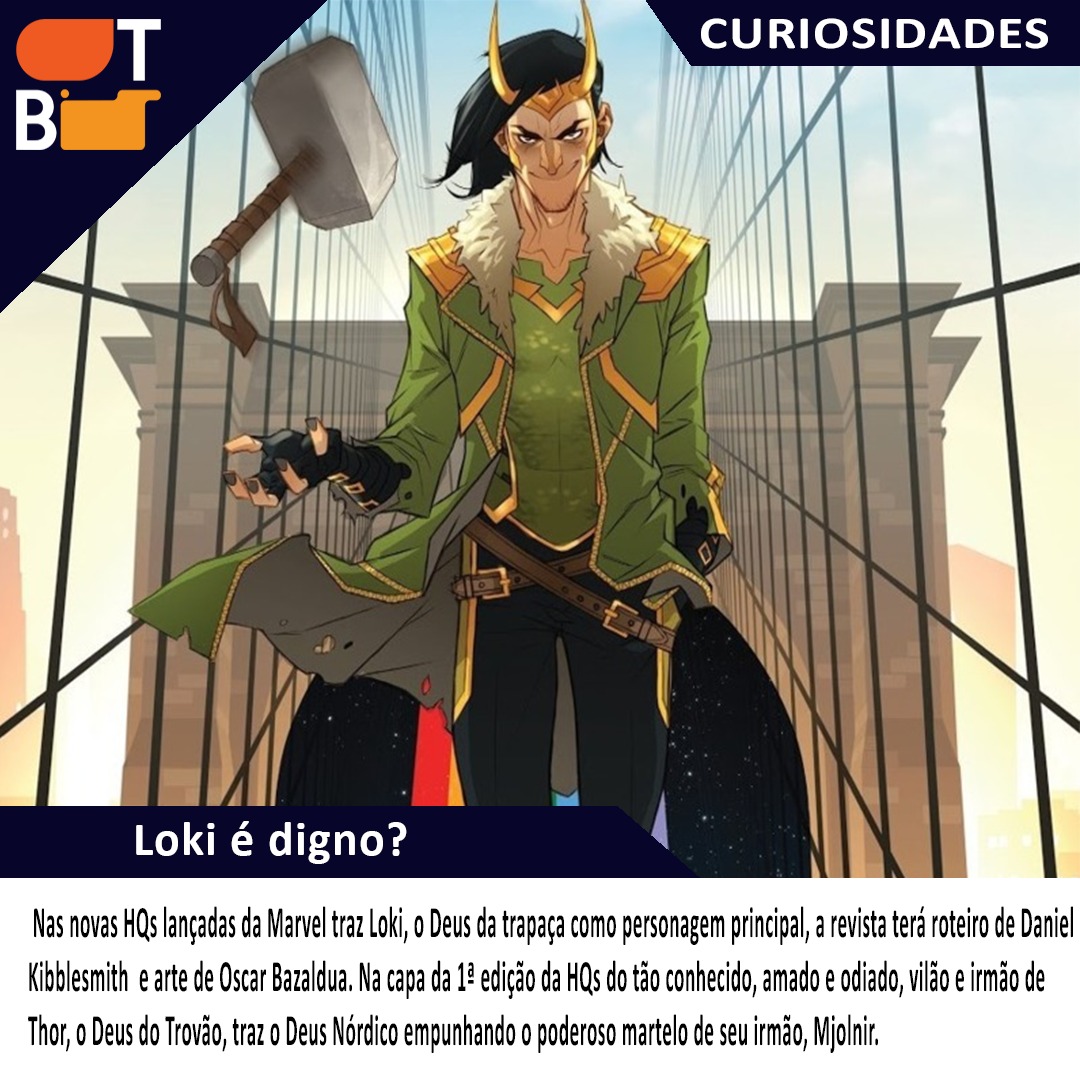 T
B
CURIOSIDADES
Loki é digno?
Nas novas HQs lançadas da Marvel traz Loki, o Deus da trapaça como personagem principal, a revista terá roteiro de Daniel
Kibblesmith e arte de Oscar Bazaldua. Na capa da 1ª edição da HQs do tão conhecido, amado e odiado, vilão e irmão de
Thor, o Deus do Trovão, traz o Deus Nórdico empunhando o poderoso martelo de seu irmão, Mjolnir.